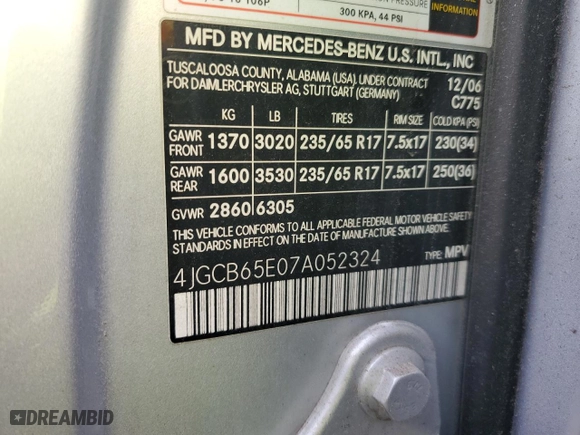 300 KPA, 44 PSI
INFORMATION
MFD BY MERCEDES-BENZ U.S. INTL., INC
TUSCALOOSA COUNTY, ALABAMA (USA). UNDER CONTRACT 12/06
FOR DAIMLERCHRYSLER AG, STUTTGART (GERMANY) C775
KG LB TIRES RIM SIZE COLD KPA (PSI)
GAWR FRONT 1370 3020 235/65 R17 7.5x17 230(34)
GAWR REAR 1600 3530 235/65 R17 7.5x17 250(36)
GVWR 2860 6305
THIS VEHICLE CONFORMS TO ALL APPLICABLE FEDERAL MOTOR VEHICLE SAFETY
STANDARDS IN EFFECT ON THE DATE OF MANUFACTURE SHOWN ABOVE.
4JGCB65E07A052324 TYPE: MPV
DREAMBID